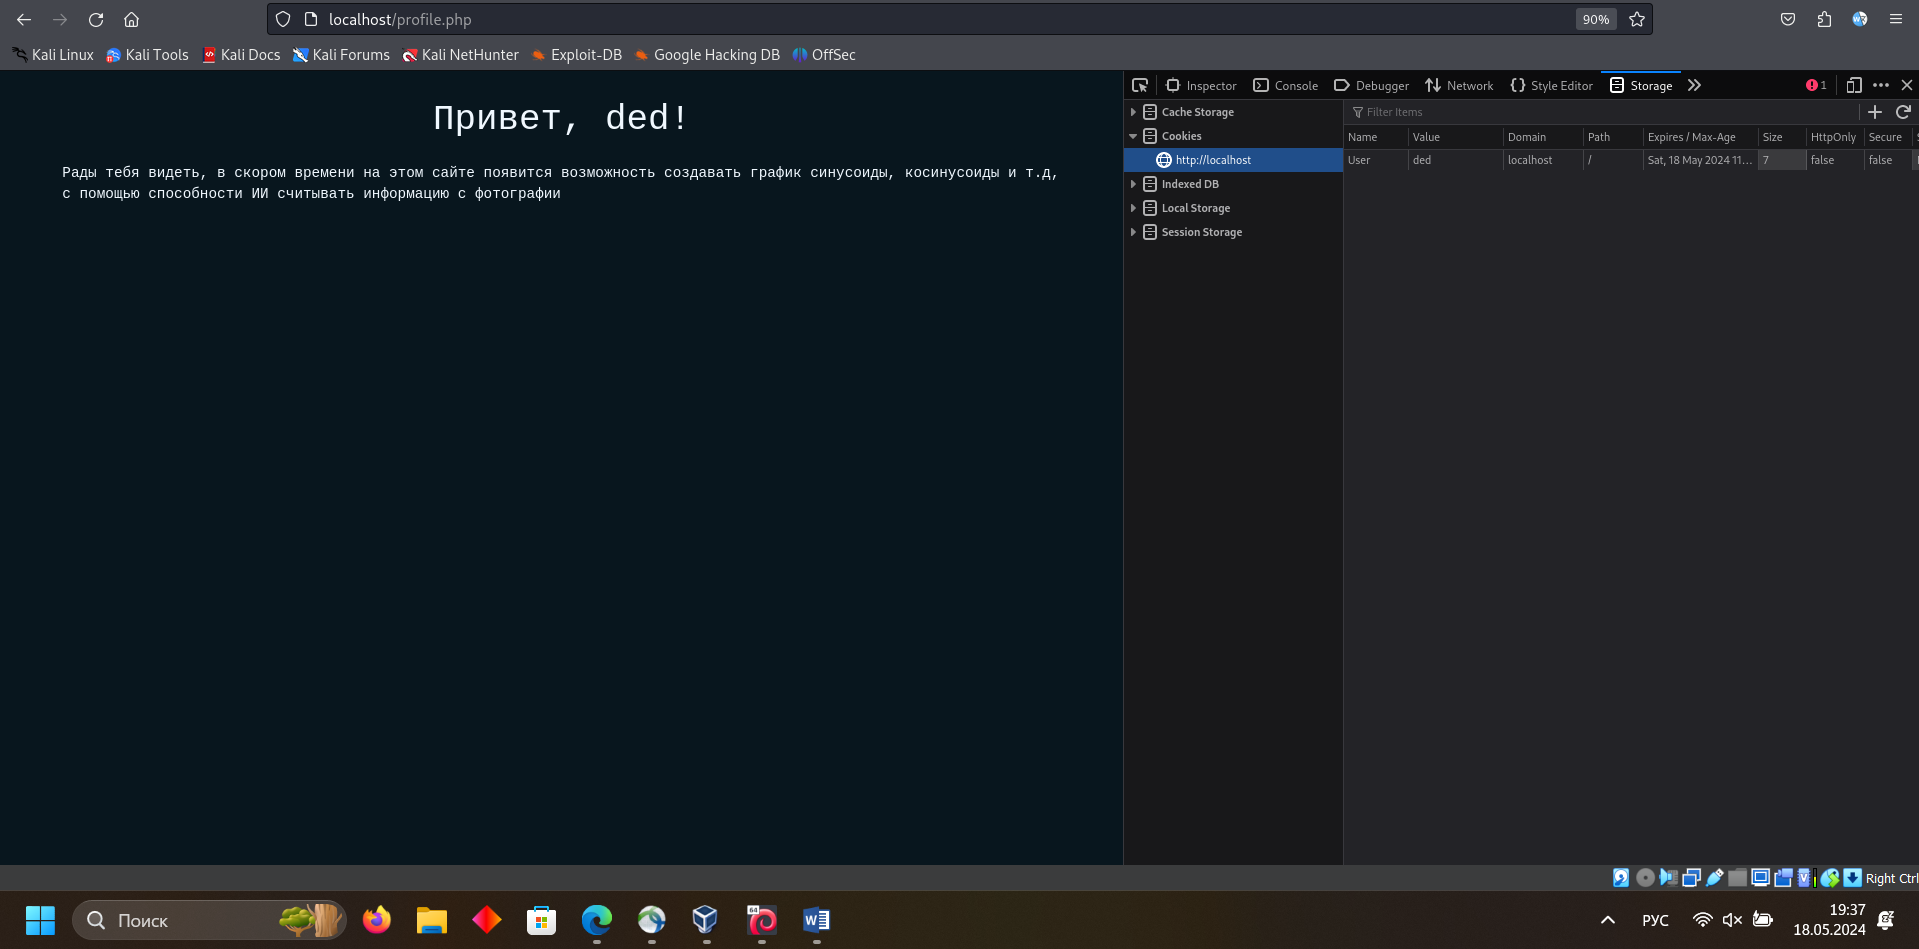 localhost/profile.php
90%
Kali Linux Kali Tools Kali Docs Kali Forums Kali NetHunter Exploit-DB Google Hacking DB OffSec
Inspector Console Debugger Network Style Editor Storage 1
Привет, ded!
Рады тебя видеть, в скором времени на этом сайте появится возможность создавать график синусоиды, косинусоиды и т.д,
с помощью способности ИИ считывать информацию с фотографии
Cache Storage
Cookies
http://localhost
Indexed DB
Local Storage
Session Storage
Filter Items
Name Value Domain Path Expires / Max-Age Size HttpOnly Secure
User ded localhost / Sat, 18 May 2024 11... 7 false false
Right Ctrl
Поиск
64
РУС
19:37
18.05.2024